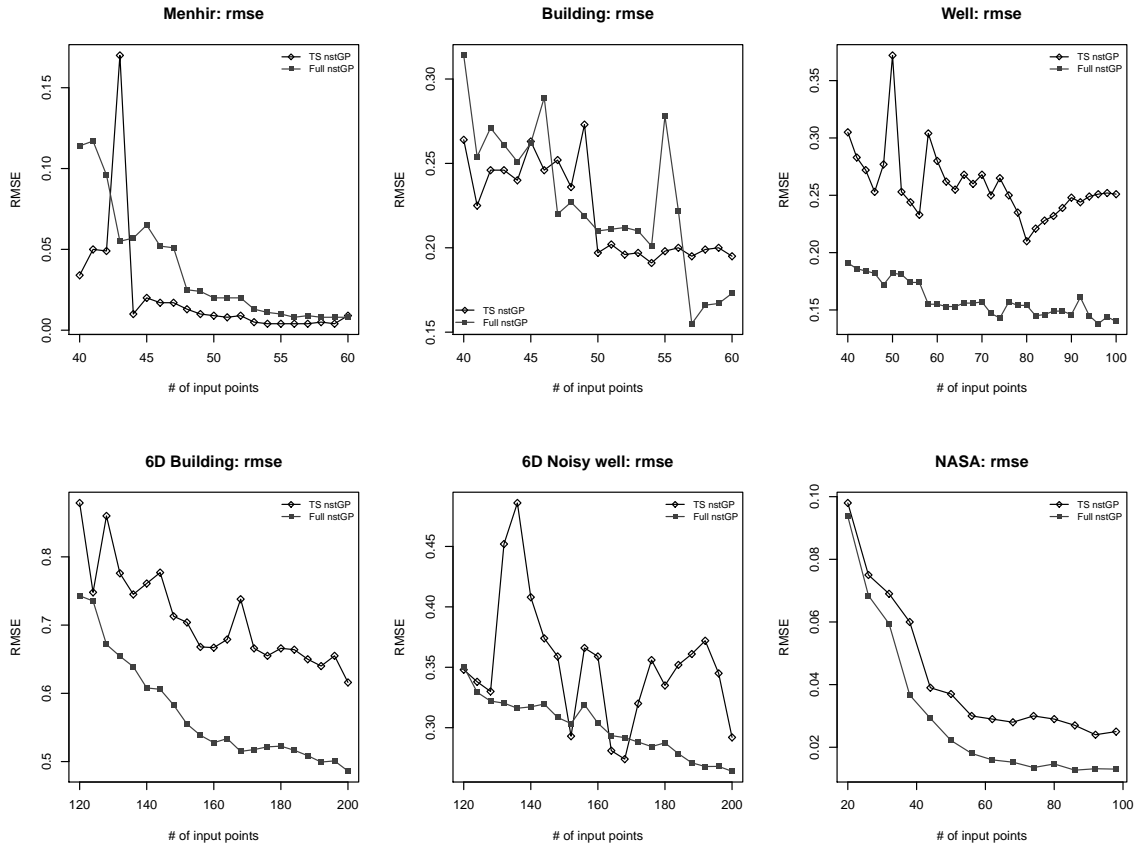 Menhir: rmse
TS nstGP
Full nstGP
0.00 0.05 0.10 0.15
RMSE
40 45 50 55 60
# of input points
Building: rmse
TS nstGP
Full nstGP
0.15 0.20 0.25 0.30
RMSE
40 45 50 55 60
# of input points
Well: rmse
TS nstGP
Full nstGP
0.15 0.20 0.25 0.30 0.35
RMSE
40 50 60 70 80 90 100
# of input points
6D Building: rmse
TS nstGP
Full nstGP
0.5 0.6 0.7 0.8
RMSE
120 140 160 180 200
# of input points
6D Noisy well: rmse
TS nstGP
Full nstGP
0.30 0.35 0.40 0.45
RMSE
120 140 160 180 200
# of input points
NASA: rmse
TS nstGP
Full nstGP
0.02 0.04 0.06 0.08 0.10
RMSE
20 40 60 80 100
# of input points